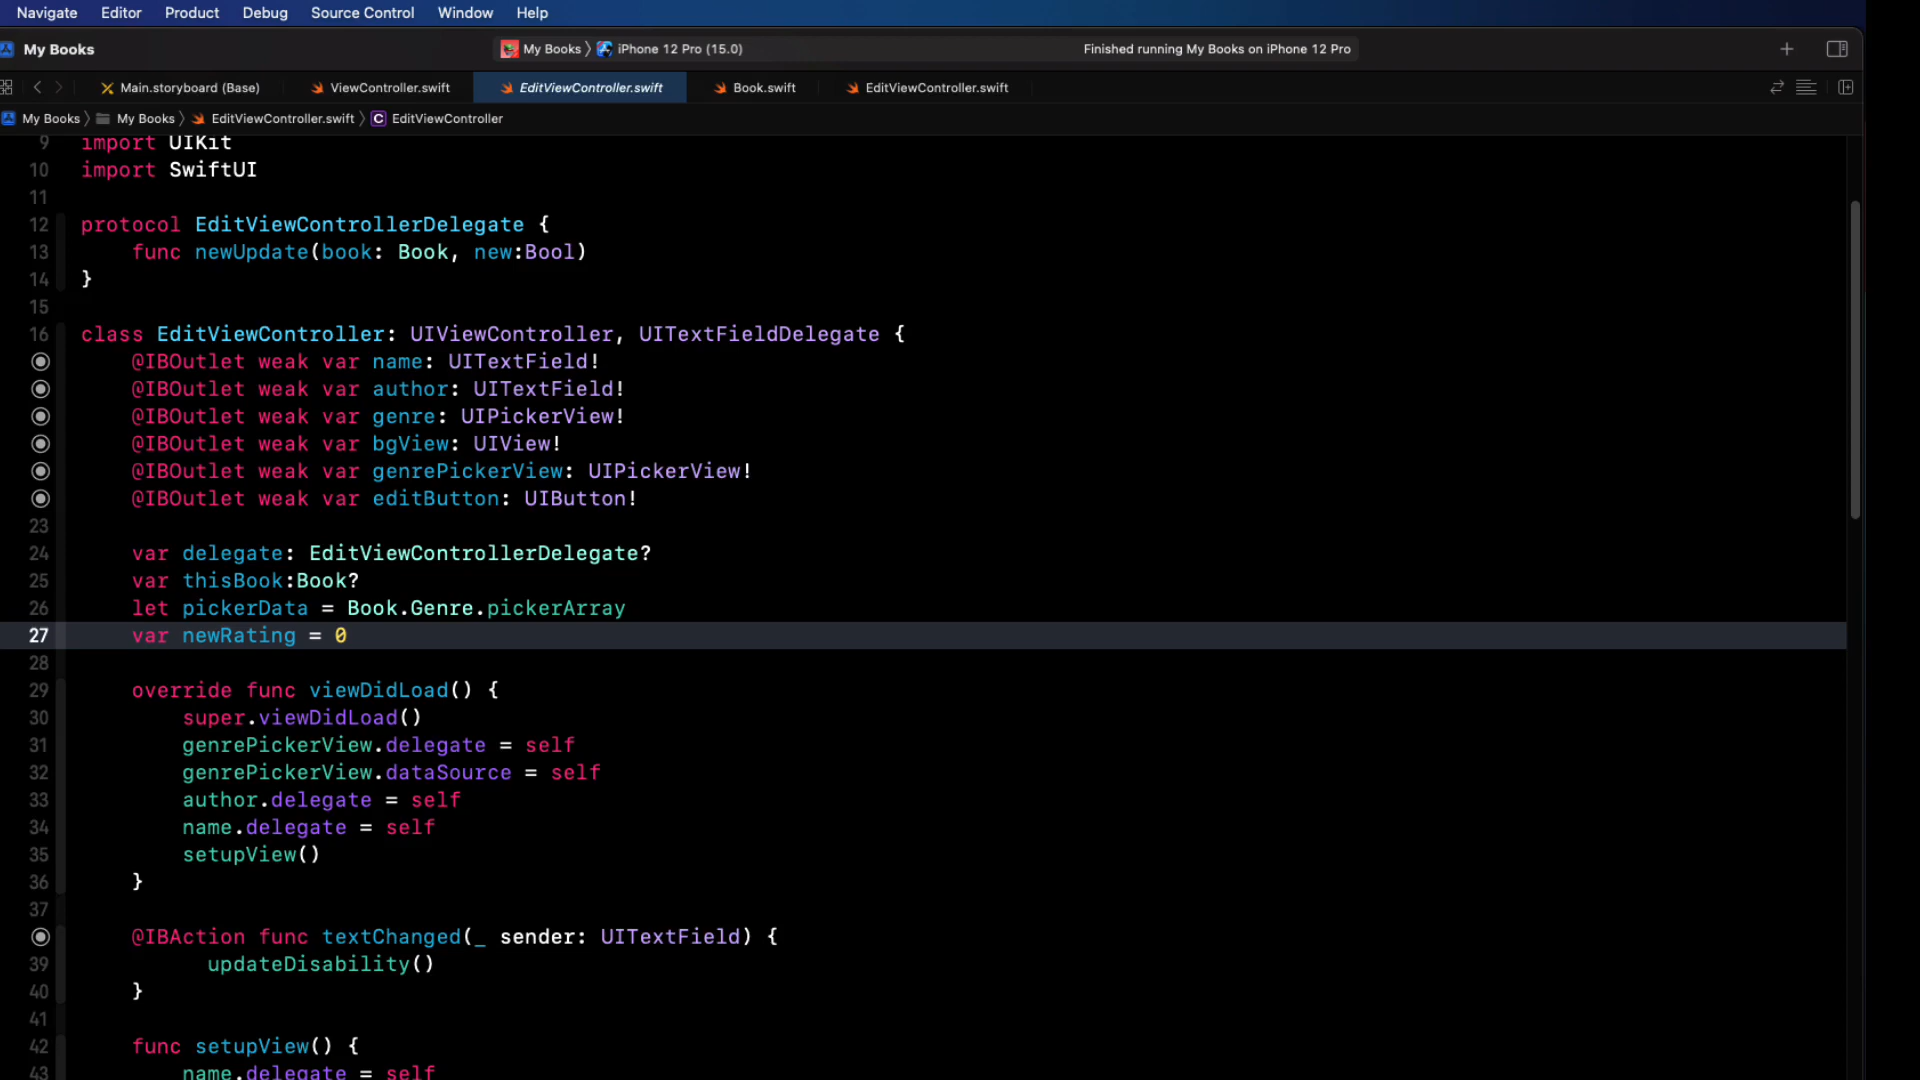 Navigate Editor Product Debug Source Control Window Help
My Books My Books iPhone 12 Pro (15.0) Finished running My Books on iPhone 12 Pro
Main.storyboard (Base) ViewController.swift EditViewController.swift Book.swift EditViewController.swift
My Books My Books EditViewController.swift C EditViewController
9 import UIKit
10 import SwiftUI
11
12 protocol EditViewControllerDelegate {
13 func newUpdate(book: Book, new:Bool)
14 }
15
16 class EditViewController: UIViewController, UITextFieldDelegate {
@IBOutlet weak var name: UITextField!
@IBOutlet weak var author: UITextField!
@IBOutlet weak var genre: UIPickerView!
@IBOutlet weak var bgView: UIView!
@IBOutlet weak var genrePickerView: UIPickerView!
@IBOutlet weak var editButton: UIButton!
23
24 var delegate: EditViewControllerDelegate?
25 var thisBook:Book?
26 let pickerData = Book.Genre.pickerArray
27 var newRating = 0
28
29 override func viewDidLoad() {
30 super.viewDidLoad()
31 genrePickerView.delegate = self
32 genrePickerView.dataSource = self
33 author.delegate = self
34 name.delegate = self
35 setupView()
36 }
37
@IBAction func textChanged(_ sender: UITextField) {
39 updateDisability()
40 }
41
42 func setupView() {
43 name.delegate = self